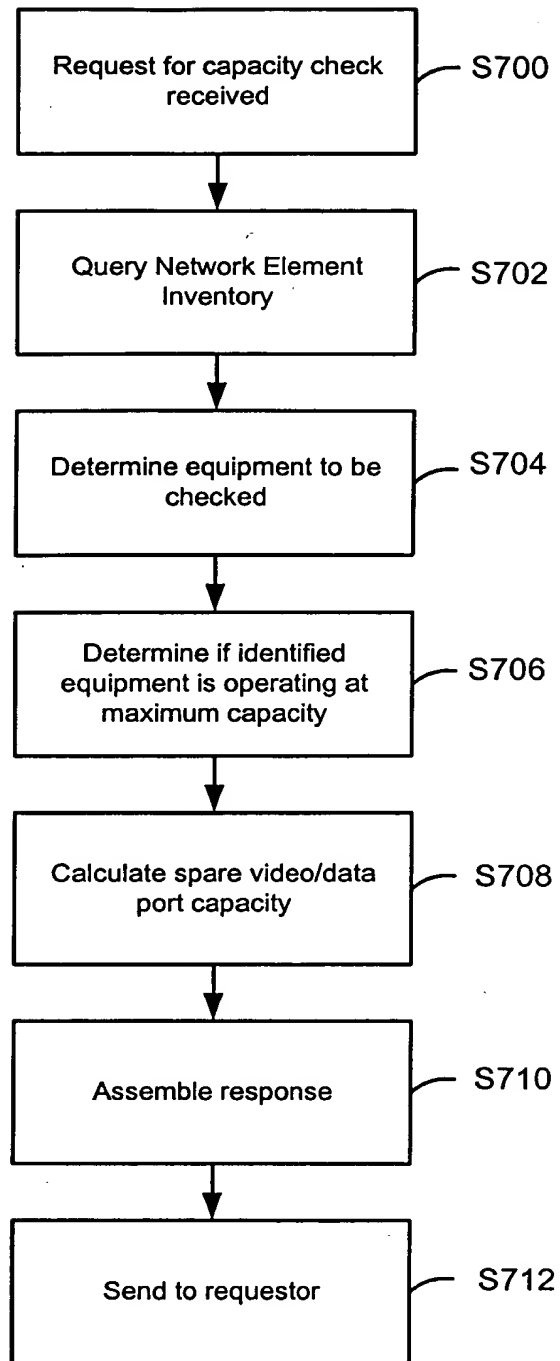 Request for capacity check
received
S700
Query Network Element
Inventory
S702
Determine equipment to be
checked
S704
Determine if identified
equipment is operating at
maximum capacity
S706
Calculate spare video/data
port capacity
S708
Assemble response
S710
Send to requestor
S712